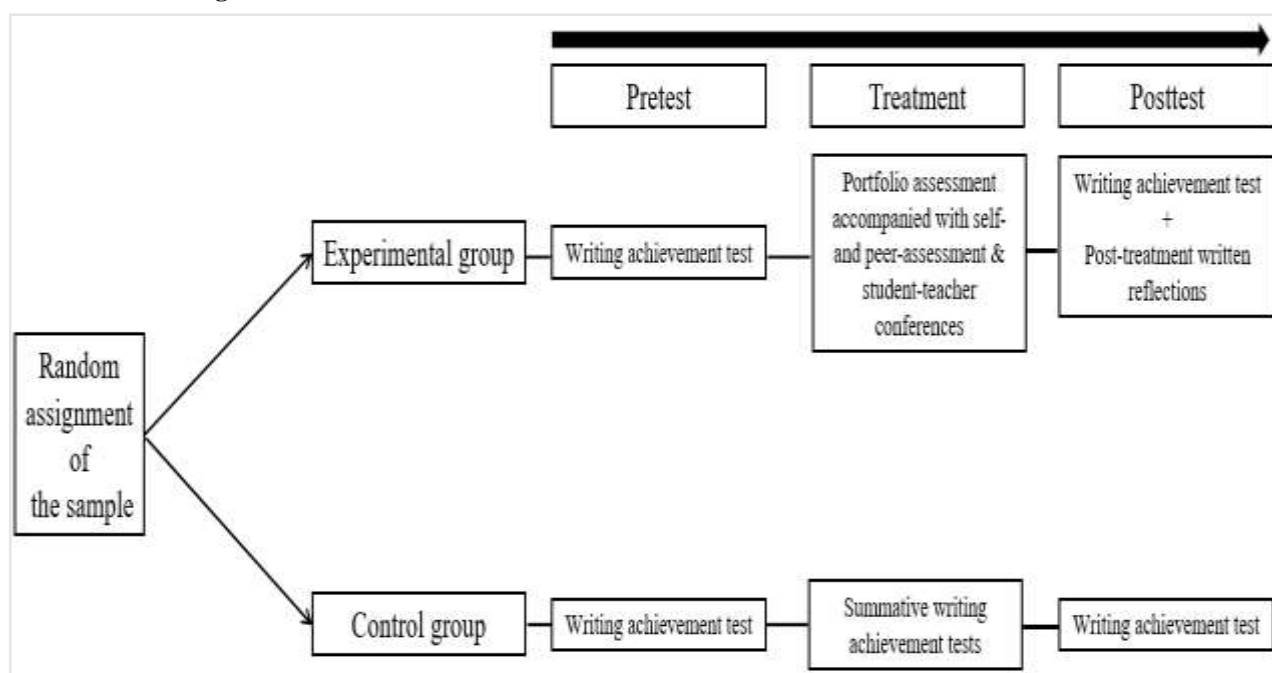 Pretest
Treatment
Posttest
Experimental group
Writing achievement test
Portfolio assessment
accompanied with self-
and peer-assessment &
student-teacher
conferences
Writing achievement test
+
Post-treatment written
reflections
Random
assignment
of
the sample
Control group
Writing achievement test
Summative writing
achievement tests
Writing achievement test